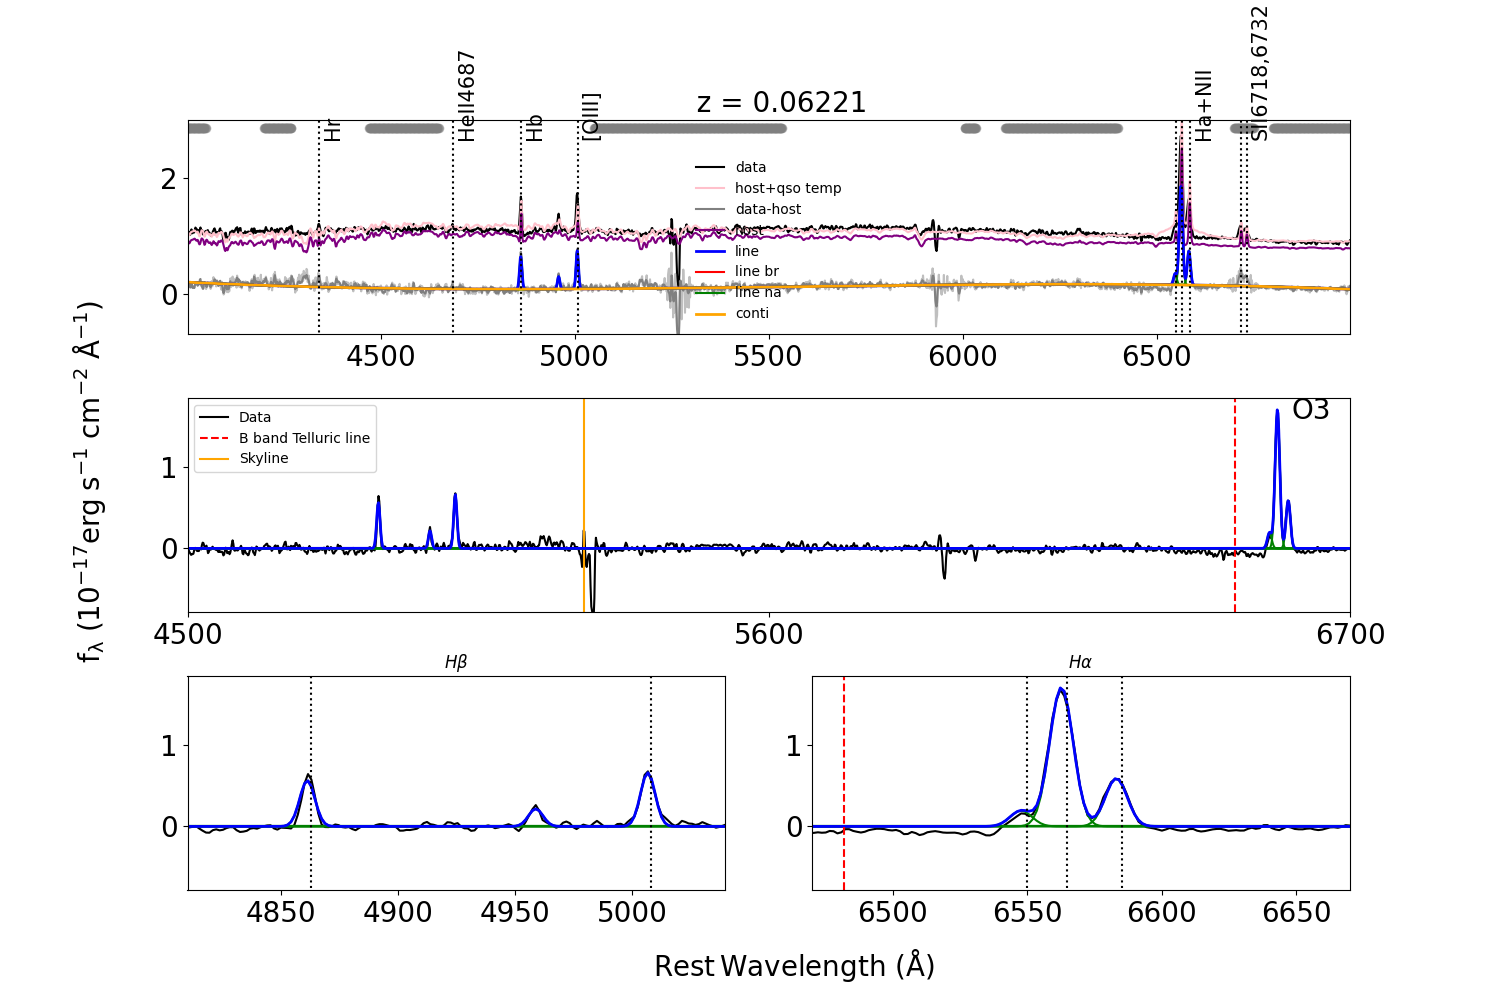 z = 0.06221
Hr
HeII4687
Hb
[OIII]
Ha+NII
SII6718,6732
data
host+qso temp
data-host
host
line
line br
line na
conti
2
0
4500
5000
5500
6000
6500
fλ (10⁻¹⁷erg s⁻¹ cm⁻² Å⁻¹)
Data
B band Telluric line
Skyline
O3
1
0
4500
5600
6700
Hβ
1
0
4850
4900
4950
5000
Hα
1
0
6500
6550
6600
6650
Rest Wavelength (Å)